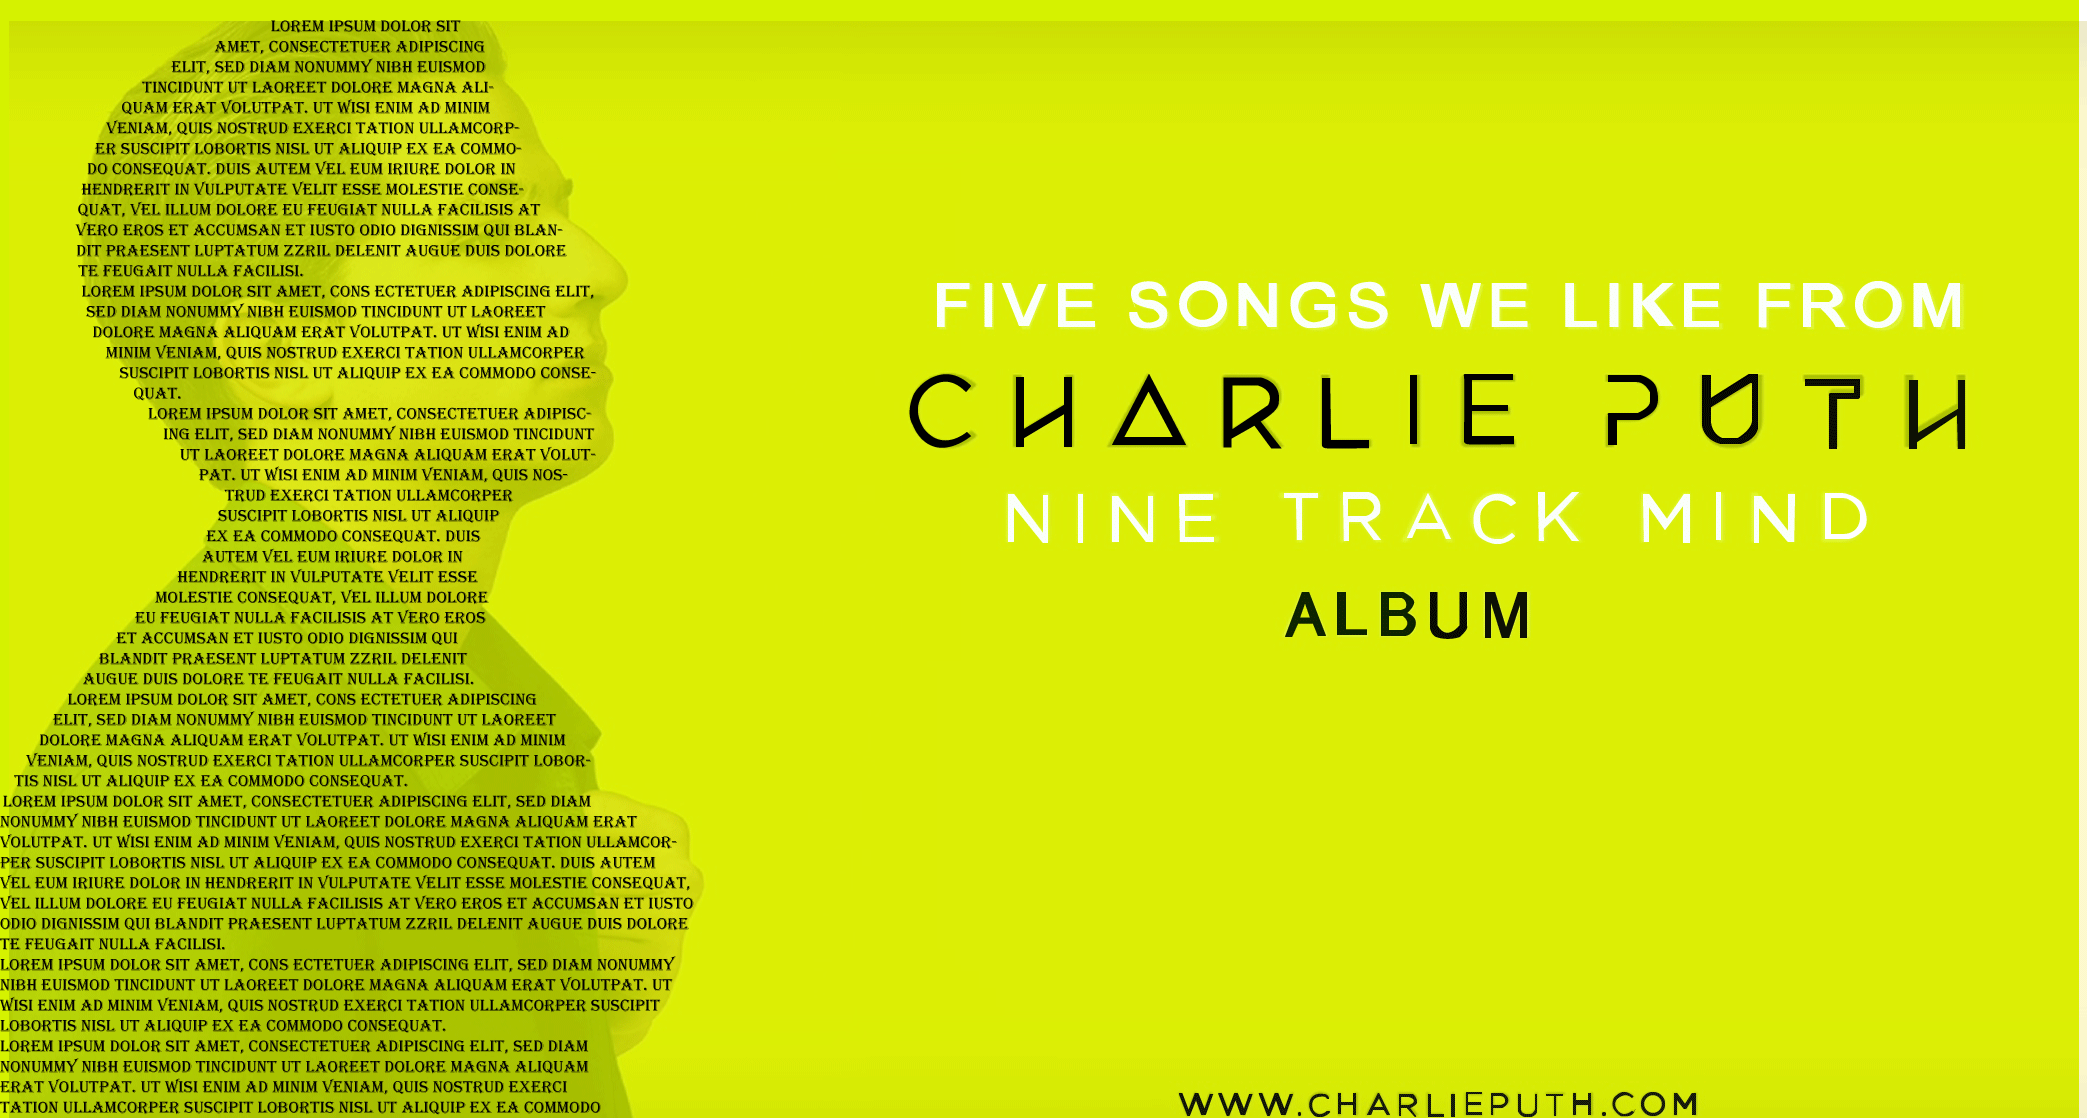 LOREM IPSUM DOLOR SIT
AMET, CONSECTETUER ADIPISCING
ELIT, SED DIAM NONUMMY NIBH EUISMOD
TINCIDUNT UT LAOREET DOLORE MAGNA ALI-
QUAM ERAT VOLUTPAT. UT WISI ENIM AD MINIM
VENIAM, QUIS NOSTRUD EXERCI TATION ULLAMCORP-
ER SUSCIPIT LOBORTIS NISL UT ALIQUIP EX EA COMMO-
DO CONSEQUAT. DUIS AUTEM VEL EUM IRIURE DOLOR IN
HENDRERIT IN VULPUTATE VELIT ESSE MOLESTIE CONSE-
QUAT, VEL ILLUM DOLORE EU FEUGIAT NULLA FACILISIS AT
VERO EROS ET ACCUMSAN ET IUSTO ODIO DIGNISSIM QUI BLAN-
DIT PRAESENT LUPTATUM ZZRIL DELENIT AUGUE DUIS DOLORE
TE FEUGAIT NULLA FACILISI.
LOREM IPSUM DOLOR SIT AMET, CONS ECTETUER ADIPISCING ELIT,
SED DIAM NONUMMY NIBH EUISMOD TINCIDUNT UT LAOREET
DOLORE MAGNA ALIQUAM ERAT VOLUTPAT. UT WISI ENIM AD
MINIM VENIAM, QUIS NOSTRUD EXERCI TATION ULLAMCORPER
SUSCIPIT LOBORTIS NISL UT ALIQUIP EX EA COMMODO CONSE-
QUAT.
LOREM IPSUM DOLOR SIT AMET, CONSECTETUER ADIPISC-
ING ELIT, SED DIAM NONUMMY NIBH EUISMOD TINCIDUNT
UT LAOREET DOLORE MAGNA ALIQUAM ERAT VOLUT-
PAT. UT WISI ENIM AD MINIM VENIAM, QUIS NOS-
TRUD EXERCI TATION ULLAMCORPER
SUSCIPIT LOBORTIS NISL UT ALIQUIP
EX EA COMMODO CONSEQUAT. DUIS
AUTEM VEL EUM IRIURE DOLOR IN
HENDRERIT IN VULPUTATE VELIT ESSE
MOLESTIE CONSEQUAT, VEL ILLUM DOLORE
EU FEUGIAT NULLA FACILISIS AT VERO EROS
ET ACCUMSAN ET IUSTO ODIO DIGNISSIM QUI
BLANDIT PRAESENT LUPTATUM ZZRIL DELENIT
AUGUE DUIS DOLORE TE FEUGAIT NULLA FACILISI.
LOREM IPSUM DOLOR SIT AMET, CONS ECTETUER ADIPISCING
ELIT, SED DIAM NONUMMY NIBH EUISMOD TINCIDUNT UT LAOREET
DOLORE MAGNA ALIQUAM ERAT VOLUTPAT. UT WISI ENIM AD MINIM
VENIAM, QUIS NOSTRUD EXERCI TATION ULLAMCORPER SUSCIPIT LOBOR-
TIS NISL UT ALIQUIP EX EA COMMODO CONSEQUAT.
LOREM IPSUM DOLOR SIT AMET, CONSECTETUER ADIPISCING ELIT, SED DIAM
NONUMMY NIBH EUISMOD TINCIDUNT UT LAOREET DOLORE MAGNA ALIQUAM ERAT
VOLUTPAT. UT WISI ENIM AD MINIM VENIAM, QUIS NOSTRUD EXERCI TATION ULLAMCOR-
PER SUSCIPIT LOBORTIS NISL UT ALIQUIP EX EA COMMODO CONSEQUAT. DUIS AUTEM
VEL EUM IRIURE DOLOR IN HENDRERIT IN VULPUTATE VELIT ESSE MOLESTIE CONSEQUAT,
VEL ILLUM DOLORE EU FEUGIAT NULLA FACILISIS AT VERO EROS ET ACCUMSAN ET IUSTO
ODIO DIGNISSIM QUI BLANDIT PRAESENT LUPTATUM ZZRIL DELENIT AUGUE DUIS DOLORE
TE FEUGAIT NULLA FACILISI.
LOREM IPSUM DOLOR SIT AMET, CONS ECTETUER ADIPISCING ELIT, SED DIAM NONUMMY
NIBH EUISMOD TINCIDUNT UT LAOREET DOLORE MAGNA ALIQUAM ERAT VOLUTPAT. UT
WISI ENIM AD MINIM VENIAM, QUIS NOSTRUD EXERCI TATION ULLAMCORPER SUSCIPIT
LOBORTIS NISL UT ALIQUIP EX EA COMMODO CONSEQUAT.
LOREM IPSUM DOLOR SIT AMET, CONSECTETUER ADIPISCING ELIT, SED DIAM
NONUMMY NIBH EUISMOD TINCIDUNT UT LAOREET DOLORE MAGNA ALIQUAM
ERAT VOLUTPAT. UT WISI ENIM AD MINIM VENIAM, QUIS NOSTRUD EXERCI
TATION ULLAMCORPER SUSCIPIT LOBORTIS NISL UT ALIQUIP EX EA COMMODO
FIVE SONGS WE LIKE FROM
CHARLIE PUTH
NINE TRACK MIND
ALBUM
WWW.CHARLIEPUTH.COM